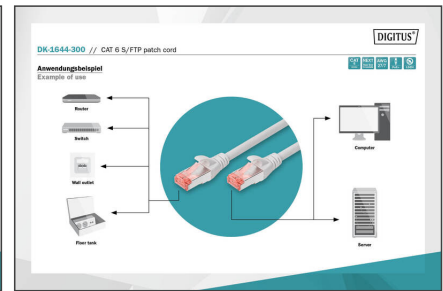 DIGITUS®
DK-1644-300 // CAT 6 S/FTP patch cord
Anwendungsbeispiel
Example of use
Router
Switch
Wall outlet
Floor tank
Computer
Server